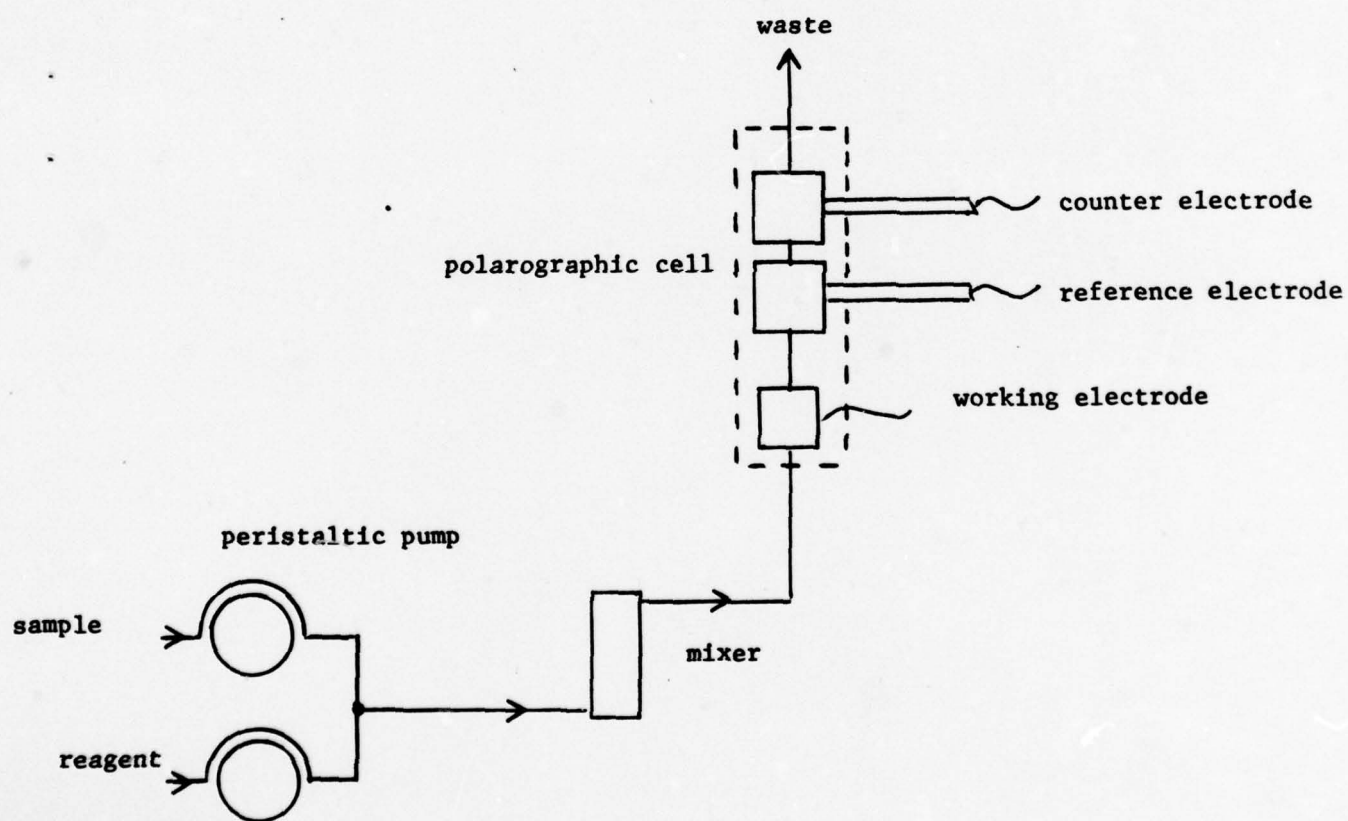 waste
counter electrode
polarographic cell
reference electrode
working electrode
peristaltic pump
sample
mixer
reagent